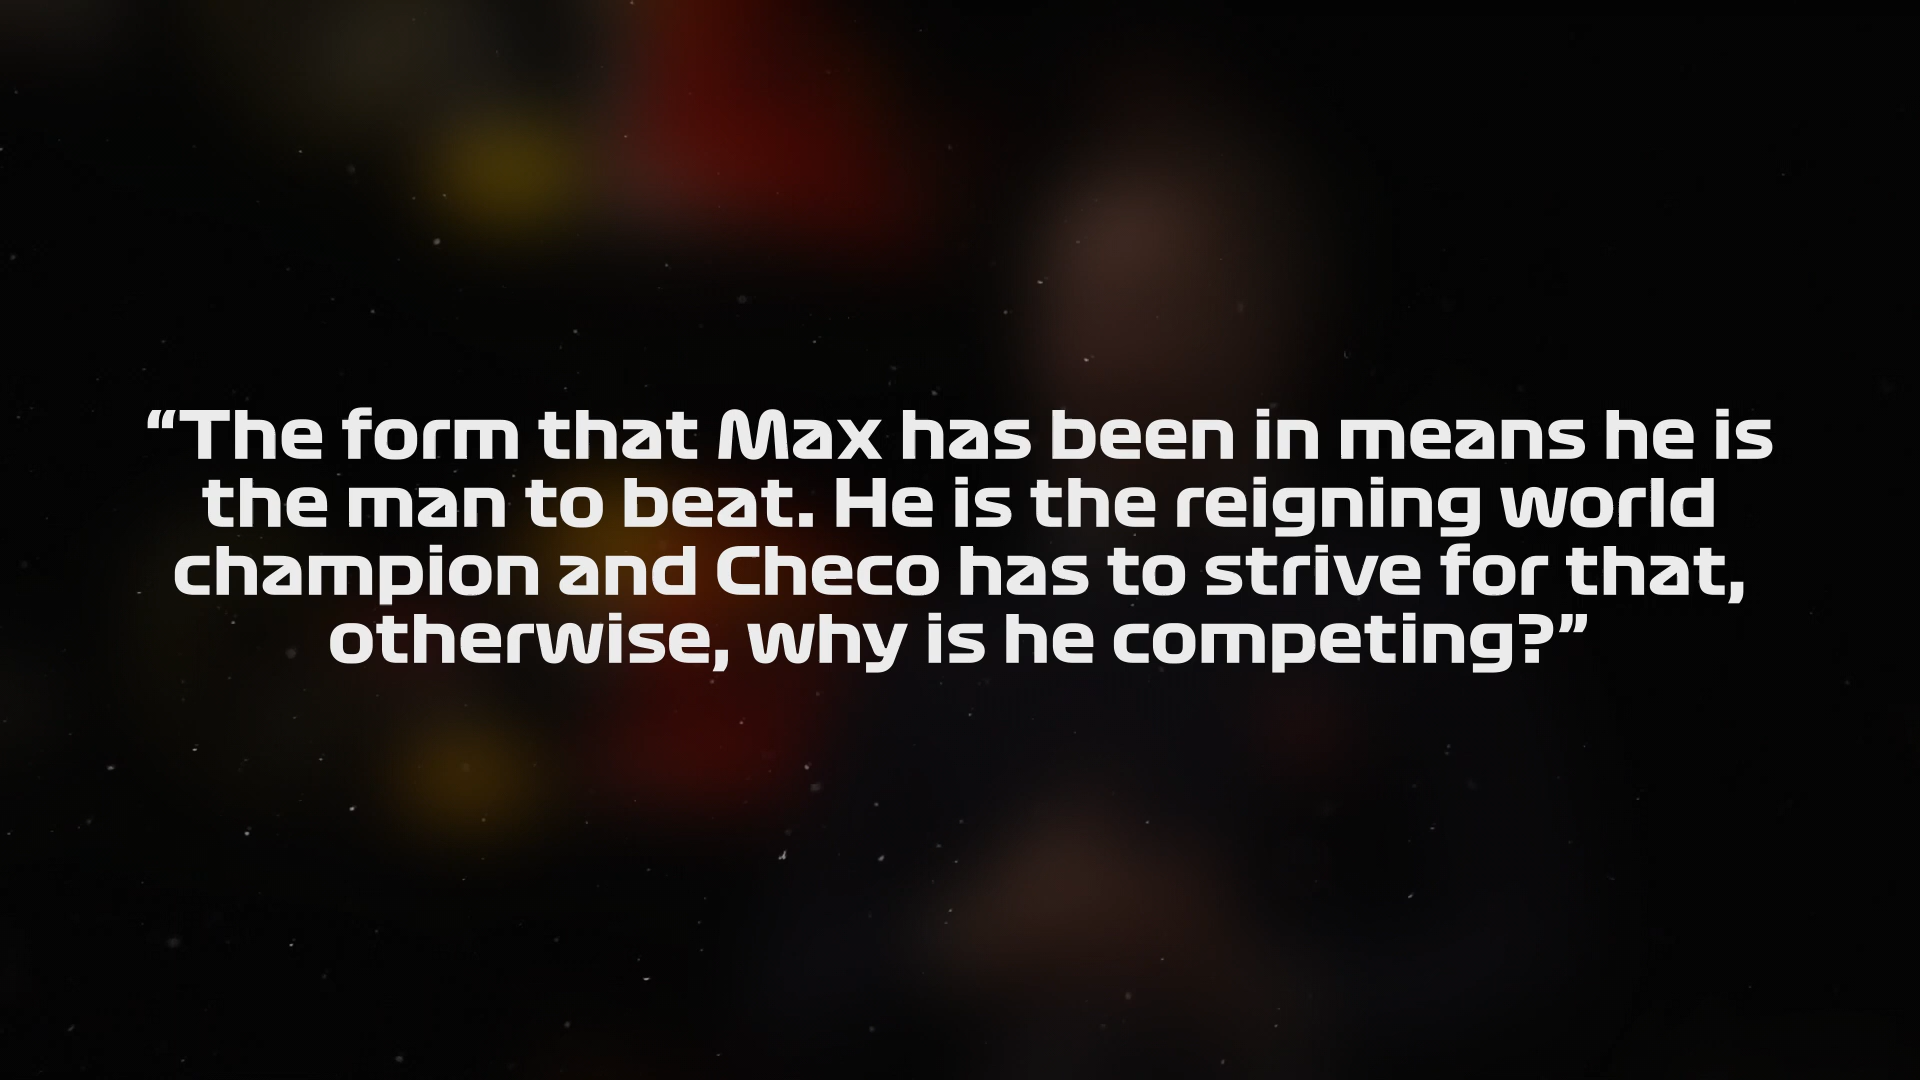 “The form that Max has been in means he is
the man to beat. He is the reigning world
champion and Checo has to strive for that,
otherwise, why is he competing?”